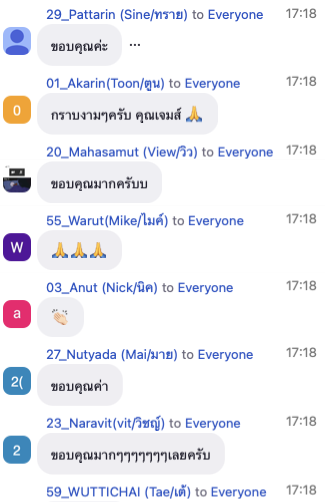 29_Pattarin (Sine/ทราย) to Everyone 17:18
ขอบคุณค่ะ
01_Akarin(Toon/ตูน) to Everyone 17:18
0 กราบงามๆครับ คุณเจมส์ 🙏
20_Mahasamut (View/วิว) to Everyone 17:18
ขอบคุณมากครับบ
55_Warut(Mike/ไมค์) to Everyone 17:18
W 🙏🙏🙏
03_Anut (Nick/นิค) to Everyone 17:18
a 👏🏻
27_Nutyada (Mai/มาย) to Everyone 17:18
2( ขอบคุณค่า
23_Naravit(vit/วิชญ์) to Everyone 17:18
2 ขอบคุณมากๆๆๆๆๆๆๆเลยครับ
59_WUTTICHAI (Tae/เต้) to Everyone 17:18